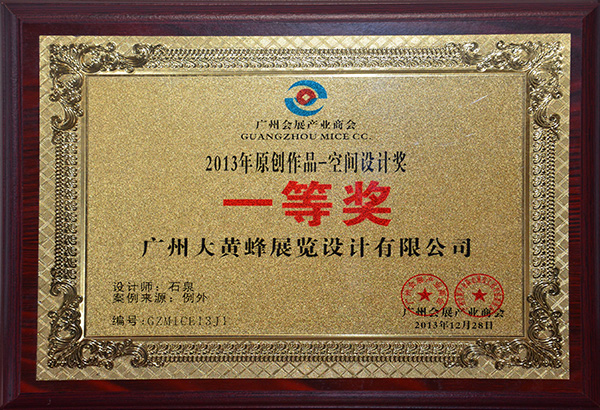 广州会展产业商会
GUANGZHOU MICE CC.
2013年原创作品-空间设计奖
一等奖
广州大黄蜂展览设计有限公司
设计师：石泉
案例来源：例外
编号:GZMICE13J1
广州会展产业商会
2013年12月28日